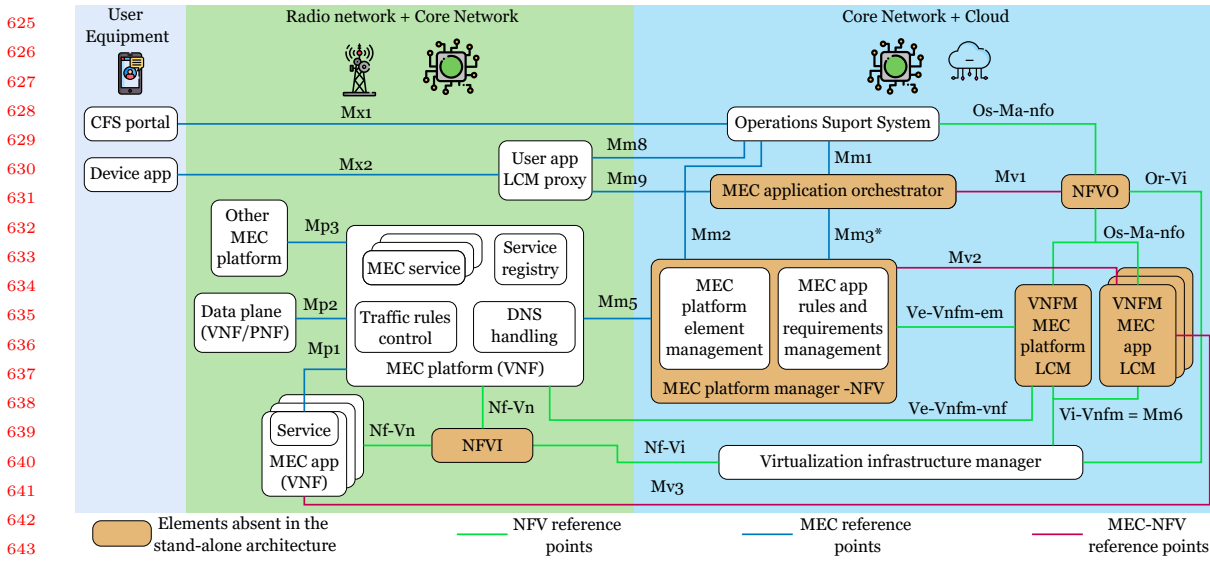 625
626
627
628
629
630
631
632
633
634
635
636
637
638
639
640
641
642
643
User
Equipment
Radio network + Core Network
Core Network + Cloud
CFS portal
Mx1
Operations Suport System
Os-Ma-nfo
Device app
Mx2
User app
LCM proxy
Mm8
Mm9
Mm1
MEC application orchestrator
Mv1
NFVO
Or-Vi
Other
MEC
platform
Mp3
MEC service
Service
registry
Mm2
Mm3*
Os-Ma-nfo
Mv2
Data plane
(VNF/PNF)
Mp2
Traffic rules
control
DNS
handling
Mm5
MEC
platform
element
management
MEC app
rules and
requirements
management
Ve-Vnfm-em
VNFM
MEC
platform
LCM
VNFM
MEC
app
LCM
Mp1
MEC platform (VNF)
MEC platform manager -NFV
Nf-Vn
Ve-Vnfm-vnf
Vi-Vnfm = Mm6
Service
MEC app
(VNF)
Nf-Vn
NFVI
Nf-Vi
Virtualization infrastructure manager
Mv3
Elements absent in the
stand-alone architecture
NFV reference
points
MEC reference
points
MEC-NFV
reference points